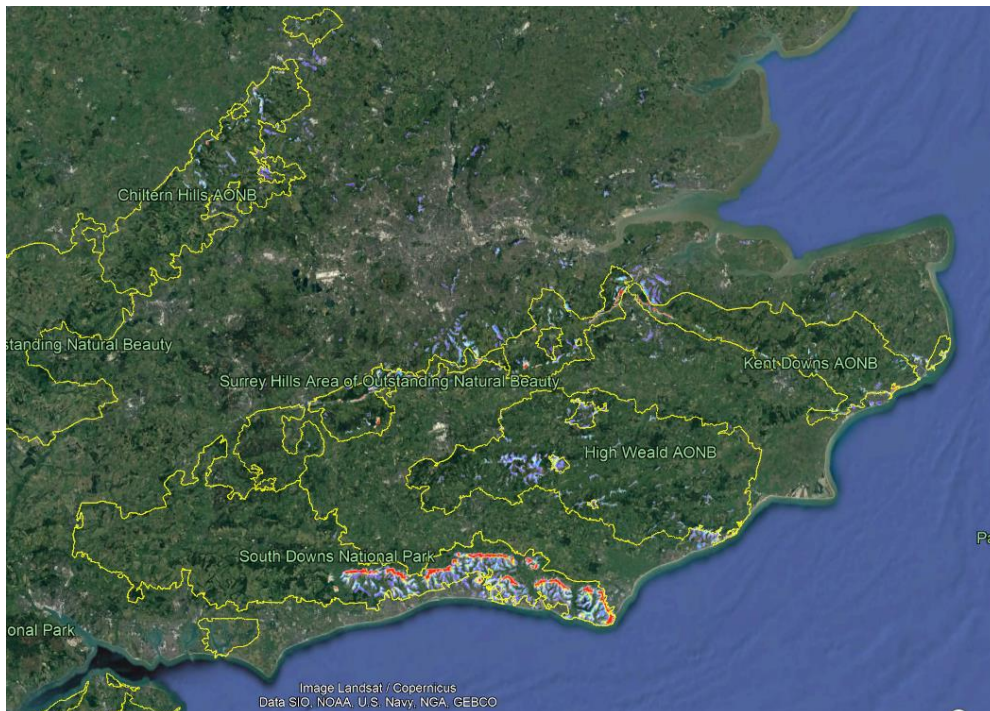 Chiltern Hills AONB
standing Natural Beauty
Kent Downs AONB
Surrey Hills Area of Outstanding Natural Beauty
High Weald AONB
Pa
South Downs National Park
onal Park
Image Landsat / Copernicus
Data SIO, NOAA, U.S. Navy, NGA, GEBCO